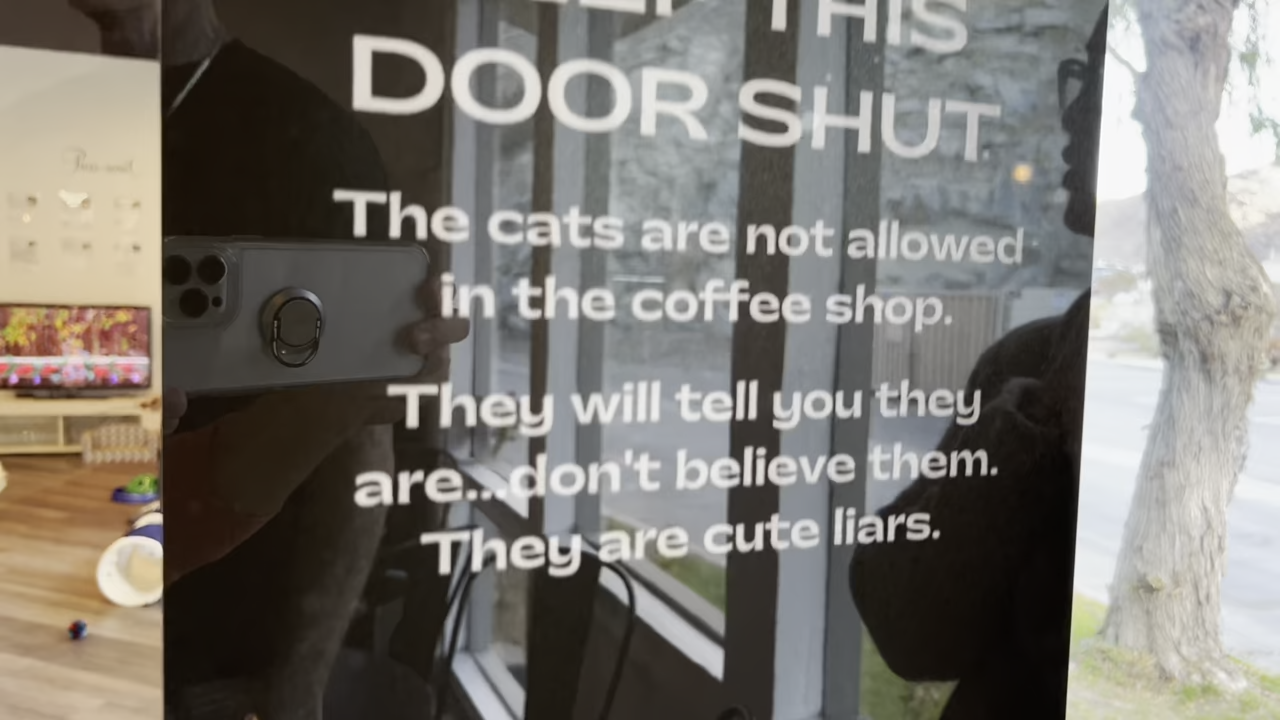 THIS
DOOR SHUT
The cats are not allowed
in the coffee shop.
They will tell you they
are...don't believe them.
They are cute liars.